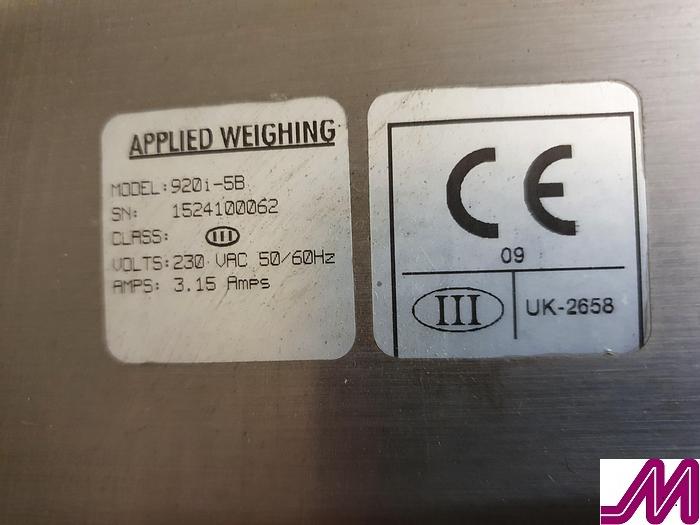 APPLIED WEIGHING
MODEL: 920i-5B
SN: 1524100062
CLASS: III
VOLTS: 230 VAC 50/60Hz
AMPS: 3.15 Amps
CE
09
III
UK-2658
M